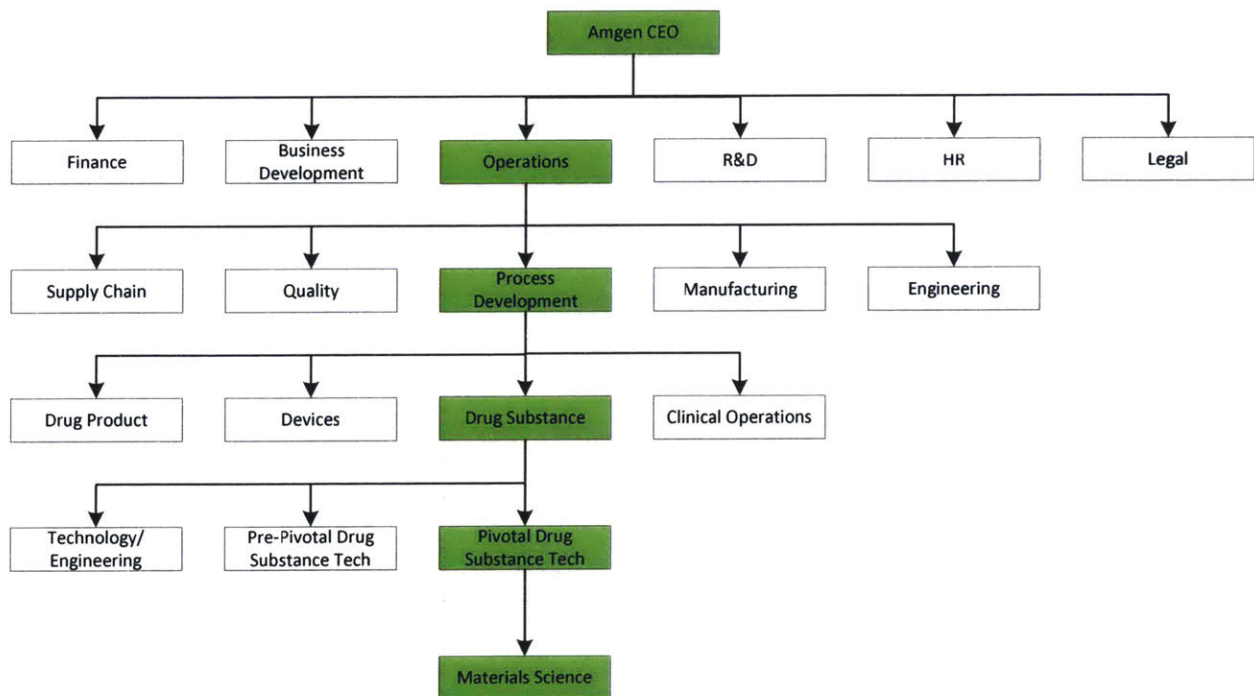 Amgen CEO
Finance
Business
Development
Operations
R&D
HR
Legal
Supply Chain
Quality
Process
Development
Manufacturing
Engineering
Drug Product
Devices
Drug Substance
Clinical Operations
Technology/
Engineering
Pre-Pivotal Drug
Substance Tech
Pivotal Drug
Substance Tech
Materials Science